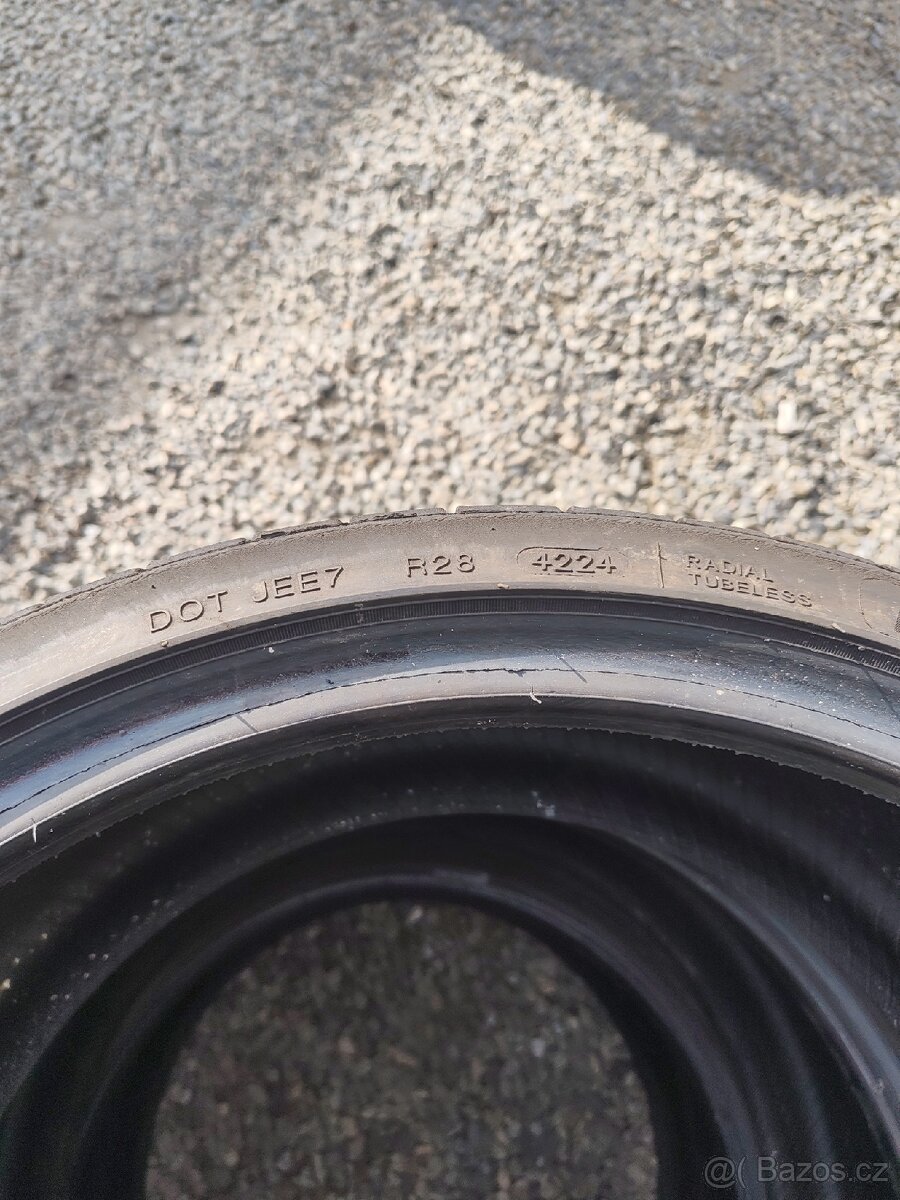 DOT JEE7 R28 4224
RADIAL
TUBELESS
@( Bazos.cz